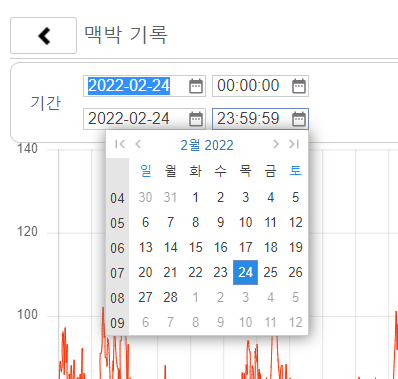 맥박 기록
기간
2022-02-24 00:00:00
2022-02-24 23:59:59
2월 2022
일 월 화 수 목 금 토
04 30 31 1 2 3 4 5
05 6 7 8 9 10 11 12
06 13 14 15 16 17 18 19
07 20 21 22 23 24 25 26
08 27 28 1 2 3 4 5
09 6 7 8 9 10 11 12
140
120
100